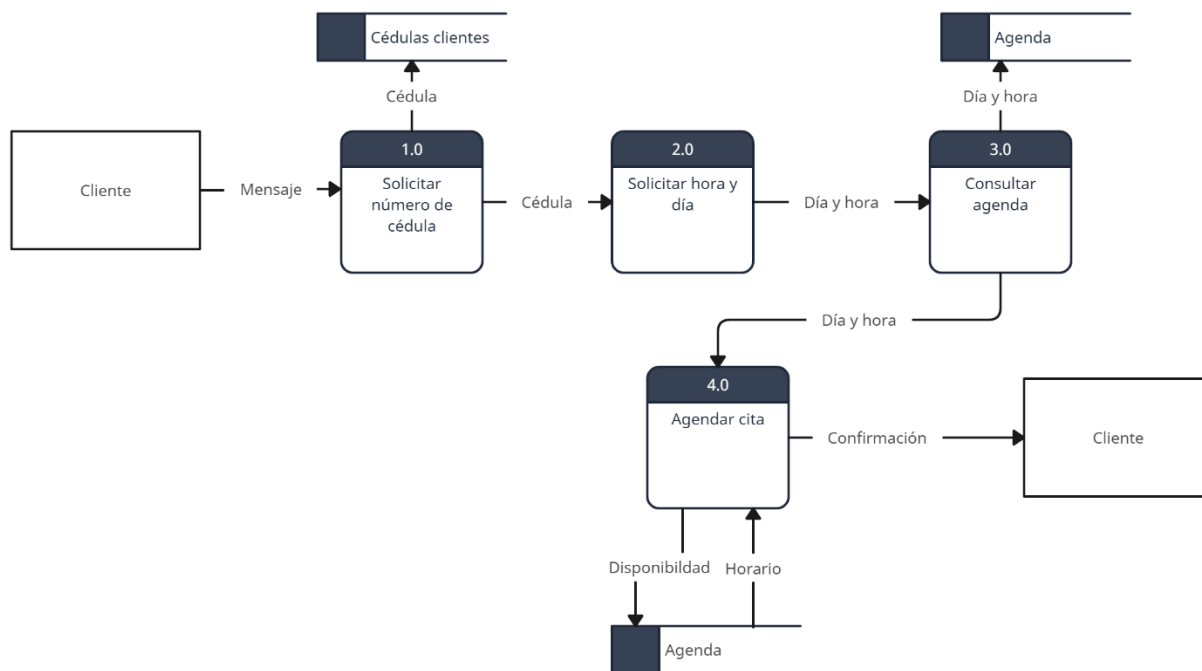 Cédulas clientes
Agenda
Cédula
Día y hora
Cliente
Mensaje
1.0
Solicitar
número de
cédula
Cédula
2.0
Solicitar hora y
día
Día y hora
3.0
Consultar
agenda
Día y hora
4.0
Agendar cita
Confirmación
Cliente
Disponibildad
Horario
Agenda